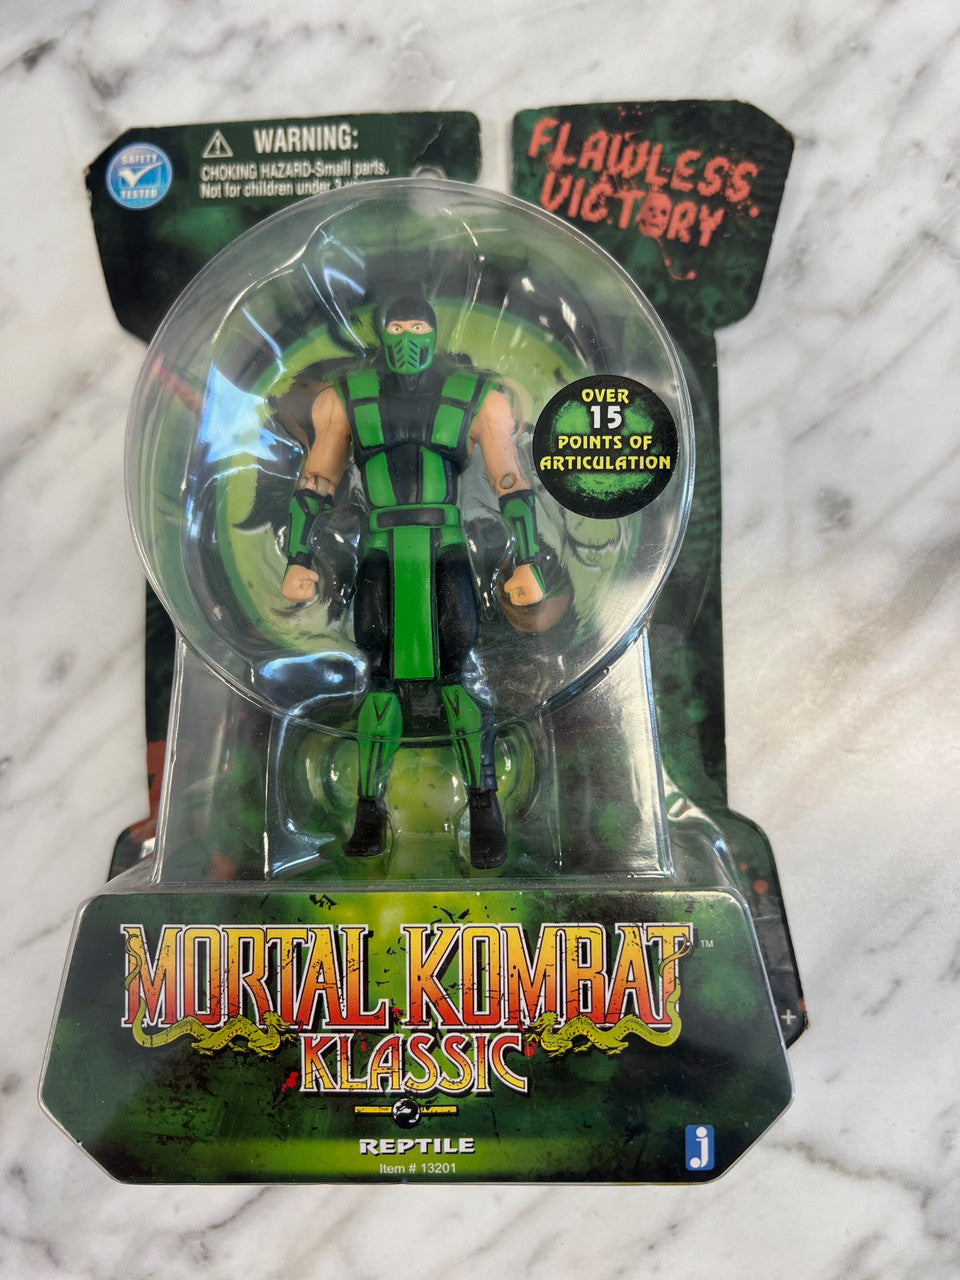 SAFETY
TESTED
WARNING:
CHOKING HAZARD-Small parts.
Not for children under 3
FLAWLESS
VICTORY
OVER
15
POINTS OF
ARTICULATION
MORTAL KOMBAT™
KLASSIC
REPTILE
Item # 13201
j
+